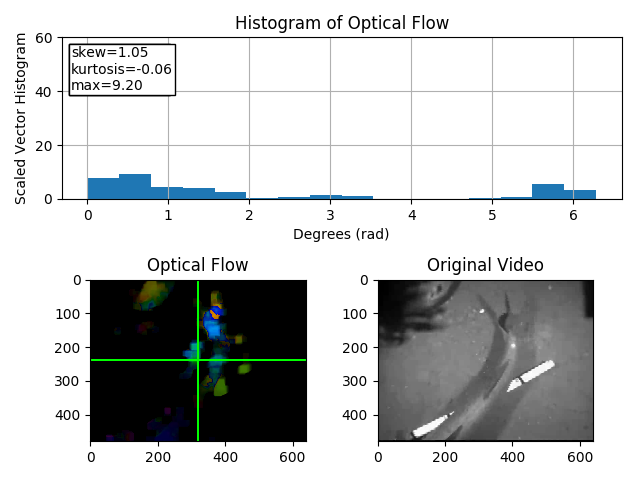 Histogram of Optical Flow
Scaled Vector Histogram
60
40
20
0
skew=1.05
kurtosis=-0.06
max=9.20
0 1 2 3 4 5 6
Degrees (rad)
Optical Flow
0
100
200
300
400
0 200 400 600
Original Video
0
100
200
300
400
0 200 400 600